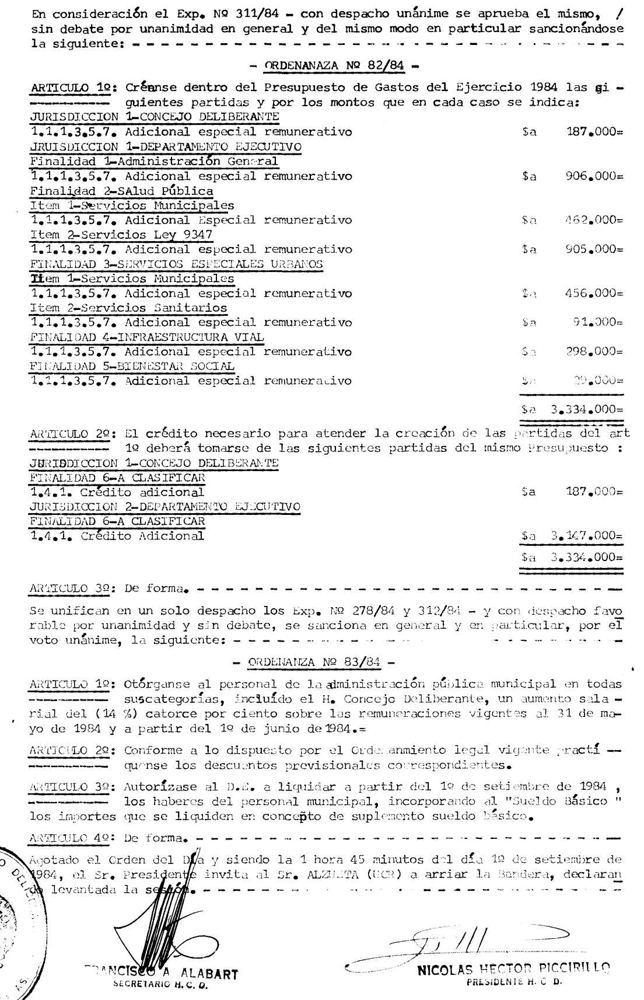 En consideración el Exp. Nº 311/84 - con despacho unánime se aprueba el mismo, /
sin debate por unanimidad en general y del mismo modo en particular sancionándose
la siguiente: - - - - - - - - - - - - - - - - - - - - - - - - - - - - - - - - -
- ORDENANAZA Nº 82/84 -
ARTICULO 1º: Créanse dentro del Presupuesto de Gastos del Ejercicio 1984 las si -
guientes partidas y por los montos que en cada caso se indica:
JURISDICCION 1-CONCEJO DELIBERANTE
1.1.1.3.5.7. Adicional especial remunerativo $a 187.000=
JRUISDICCION 1-DEPARTAMENTO EJECUTIVO
Finalidad 1-Administración General
1.1.1.3.5.7. Adicional especial remunerativo $a 906.000=
Finalidad 2-SAlud Pública
Item 1-Servicios Municipales
1.1.1.3.5.7. Adicional Especial remunerativo $a 462.000=
Item 2-Servicios Ley 9347
1.1.1.3.5.7. Adicional especial remunerativo $a 905.000=
FINALIDAD 3-SERVICIOS ESPECIALES URBANOS
Item 1-Servicios Municipales
1.1.1.3.5.7. Adicional especial remunerativo $a 456.000=
Item 2-Servicios Sanitarios
1.1.1.3.5.7. Adicional especial remunerativo $a 91.000=
FINALIDAD 4-INFRAESTRUCTURA VIAL
1.1.1.3.5.7. Adicional especial remunerativo $a 298.000=
FINALIDAD 5-BIENESTAR SOCIAL
1.1.1.3.5.7. Adicional especial remunerativo $a 29.000=
$a 3.334.000=
ARTICULO 2º: El crédito necesario para atender la creación de las partidas del art
1º deberá tomarse de las siguientes partidas del mismo Presupuesto :
JURISDICCION 1-CONCEJO DELIBERANTE
FINALIDAD 6-A CLASIFICAR
1.4.1. Crédito adicional $a 187.000=
JURISDICCION 2-DEPARTAMENTO EJECUTIVO
FINALIDAD 6-A CLASIFICAR
1.4.1. Crédito Adicional $a 3.147.000=
$a 3.334.000=
ARTICULO 3º: De forma. - - - - - - - - - - - - - - - - - - - - - - - - - - - - -
Se unifican en un solo despacho los Exp. Nº 278/84 y 312/84 - y con despacho favo
rable por unanimidad y sin debate, se sanciona en general y en particular, por el
voto unánime, la siguiente: - - - - - - - - - - - - - - - - - - - - - - - - -
- ORDENANZA Nº 83/84 -
ARTICULO 1º: Otórganse al personal de la administración pública municipal en todas
suscategorías, incluído el H. Concejo Deliberante, un aumento sala -
rial del (14 %) catorce por ciento sobre las remuneraciones vigentes al 31 de ma-
yo de 1984 y a partir del 1º de junio de 1984.=
ARTICULO 2º: Conforme a lo dispuesto por el Ordenanmiento legal vigente practí -
quense los descuentos previsionales correspondientes.
ARTICULO 3º: Autorízase al D.E. a liquidar a partir del 1º de setiembre de 1984 ,
los haberes del personal municipal, incorporando al "Sueldo Básico "
los importes que se liquiden en concepto de suplemento sueldo básico.
ARTICULO 4º: De forma. - - - - - - - - - - - - - - - - - - - - - - - - - - - - -
Agotado el Orden del Día y siendo la 1 hora 45 minutos del día 1º de setiembre de
1984, el Sr. Presidente invita al Sr. ALZUETA (UCR) a arriar la Bandera, declaran
do levantada la sesión. - - - - - - - - - - - - - - - - - - - - - - - - - - - -
FRANCISCO A ALABART
SECRETARIO H. C. D.
NICOLAS HECTOR PICCIRILLO
PRESIDENTE H. C D.